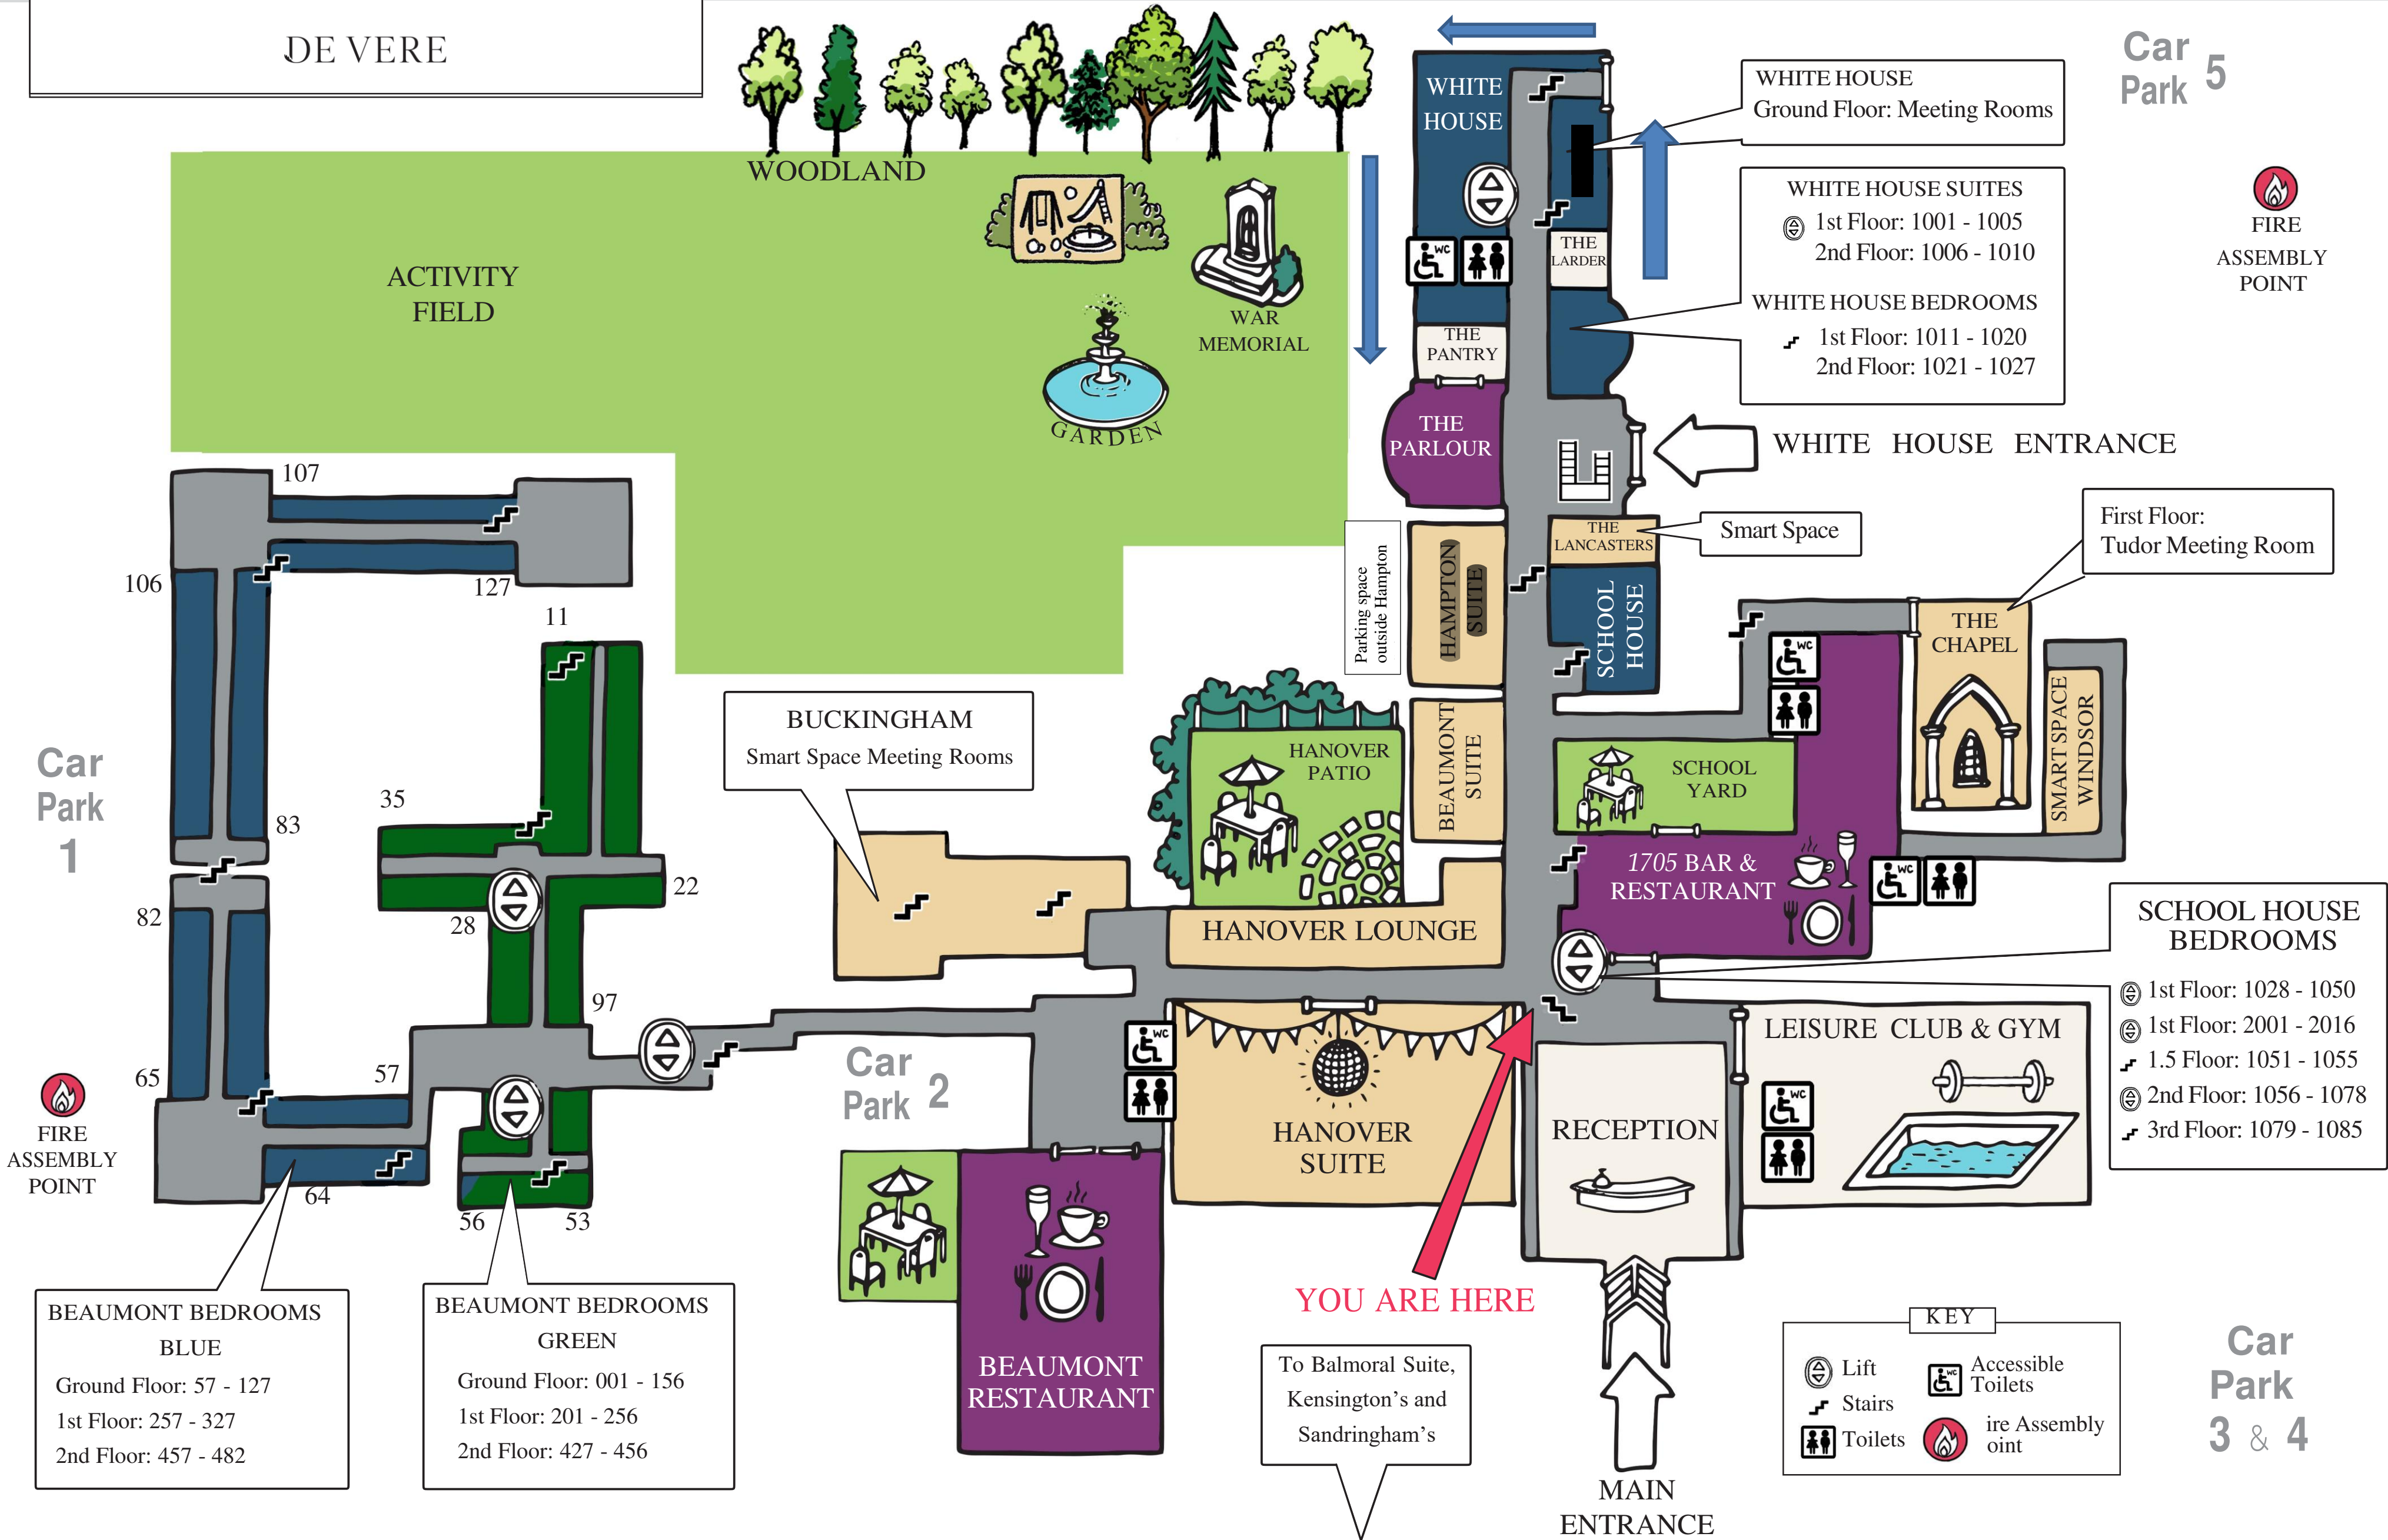 DE VERE
WOODLAND
ACTIVITY
FIELD
WAR
MEMORIAL
GARDEN
WHITE
HOUSE
WHITE HOUSE
Ground Floor: Meeting Rooms
Car
Park 5
WHITE HOUSE SUITES
1st Floor: 1001 - 1005
2nd Floor: 1006 - 1010
WHITE HOUSE BEDROOMS
1st Floor: 1011 - 1020
2nd Floor: 1021 - 1027
FIRE
ASSEMBLY
POINT
WC
THE
LARDER
THE
PANTRY
THE
PARLOUR
WHITE HOUSE ENTRANCE
THE
LANCASTERS
Smart Space
First Floor:
Tudor Meeting Room
Parking space
outside Hampton
HAMPTON
SUITE
SCHOOL
HOUSE
THE
CHAPEL
WC
SMART SPACE
WINDSOR
107
106
127
11
BUCKINGHAM
Smart Space Meeting Rooms
HANOVER
PATIO
BEAUMONT
SUITE
SCHOOL
YARD
Car
Park
1
35
83
22
82
28
1705 BAR &
RESTAURANT
WC
HANOVER LOUNGE
SCHOOL HOUSE
BEDROOMS
1st Floor: 1028 - 1050
1st Floor: 2001 - 2016
1.5 Floor: 1051 - 1055
2nd Floor: 1056 - 1078
3rd Floor: 1079 - 1085
97
57
65
FIRE
ASSEMBLY
POINT
64
56
53
Car
Park 2
WC
HANOVER
SUITE
RECEPTION
LEISURE CLUB & GYM
WC
BEAUMONT BEDROOMS
BLUE
Ground Floor: 57 - 127
1st Floor: 257 - 327
2nd Floor: 457 - 482
BEAUMONT BEDROOMS
GREEN
Ground Floor: 001 - 156
1st Floor: 201 - 256
2nd Floor: 427 - 456
BEAUMONT
RESTAURANT
YOU ARE HERE
To Balmoral Suite,
Kensington's and
Sandringham's
MAIN
ENTRANCE
KEY
Lift
Stairs
Toilets
WC
Accessible
Toilets
ire Assembly
oint
Car
Park
3 & 4